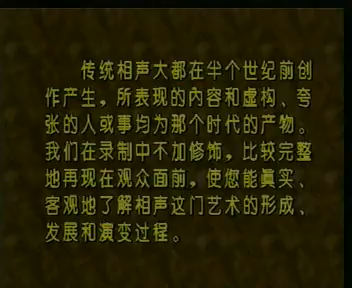 传统相声大都在半个世纪前创
作产生，所表现的内容和虚构、夸
张的人或事均为那个时代的产物。
我们在录制中不加修饰，比较完整
地再现在观众面前，使您能真实、
客观地了解相声这门艺术的形成、
发展和演变过程。